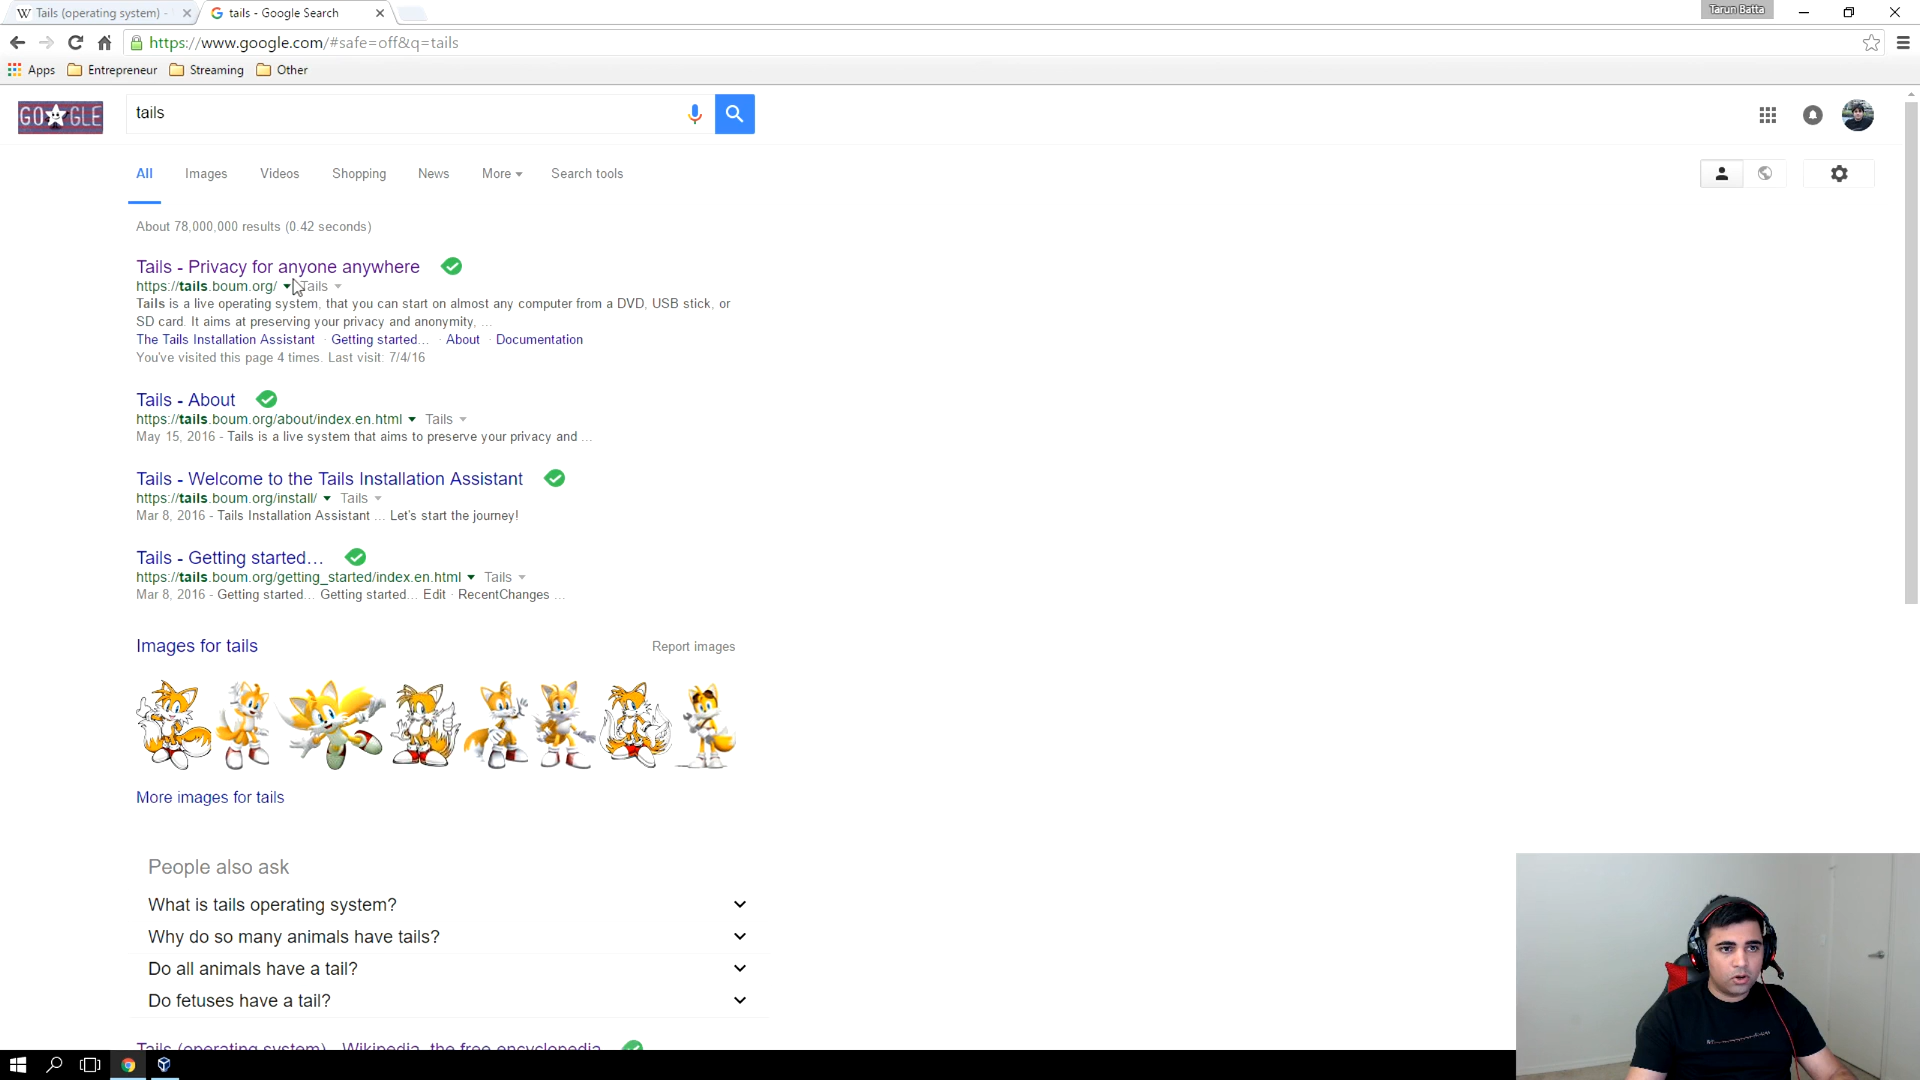 Tails (operating system) -
tails - Google Search
Tarun Batta
https://www.google.com/#safe=off&q=tails
Apps Entrepreneur Streaming Other
GO GLE
tails
All Images Videos Shopping News More Search tools
About 78,000,000 results (0.42 seconds)
Tails - Privacy for anyone anywhere
https://tails.boum.org/ Tails
Tails is a live operating system, that you can start on almost any computer from a DVD, USB stick, or
SD card. It aims at preserving your privacy and anonymity, ...
The Tails Installation Assistant · Getting started... · About · Documentation
You've visited this page 4 times. Last visit: 7/4/16
Tails - About
https://tails.boum.org/about/index.en.html Tails
May 15, 2016 - Tails is a live system that aims to preserve your privacy and ...
Tails - Welcome to the Tails Installation Assistant
https://tails.boum.org/install/ Tails
Mar 8, 2016 - Tails Installation Assistant ... Let's start the journey!
Tails - Getting started...
https://tails.boum.org/getting_started/index.en.html Tails
Mar 8, 2016 - Getting started... Getting started... Edit · RecentChanges ...
Images for tails
Report images
More images for tails
People also ask
What is tails operating system?
Why do so many animals have tails?
Do all animals have a tail?
Do fetuses have a tail?
Tails (operating system) - Wikipedia, the free encyclopedia